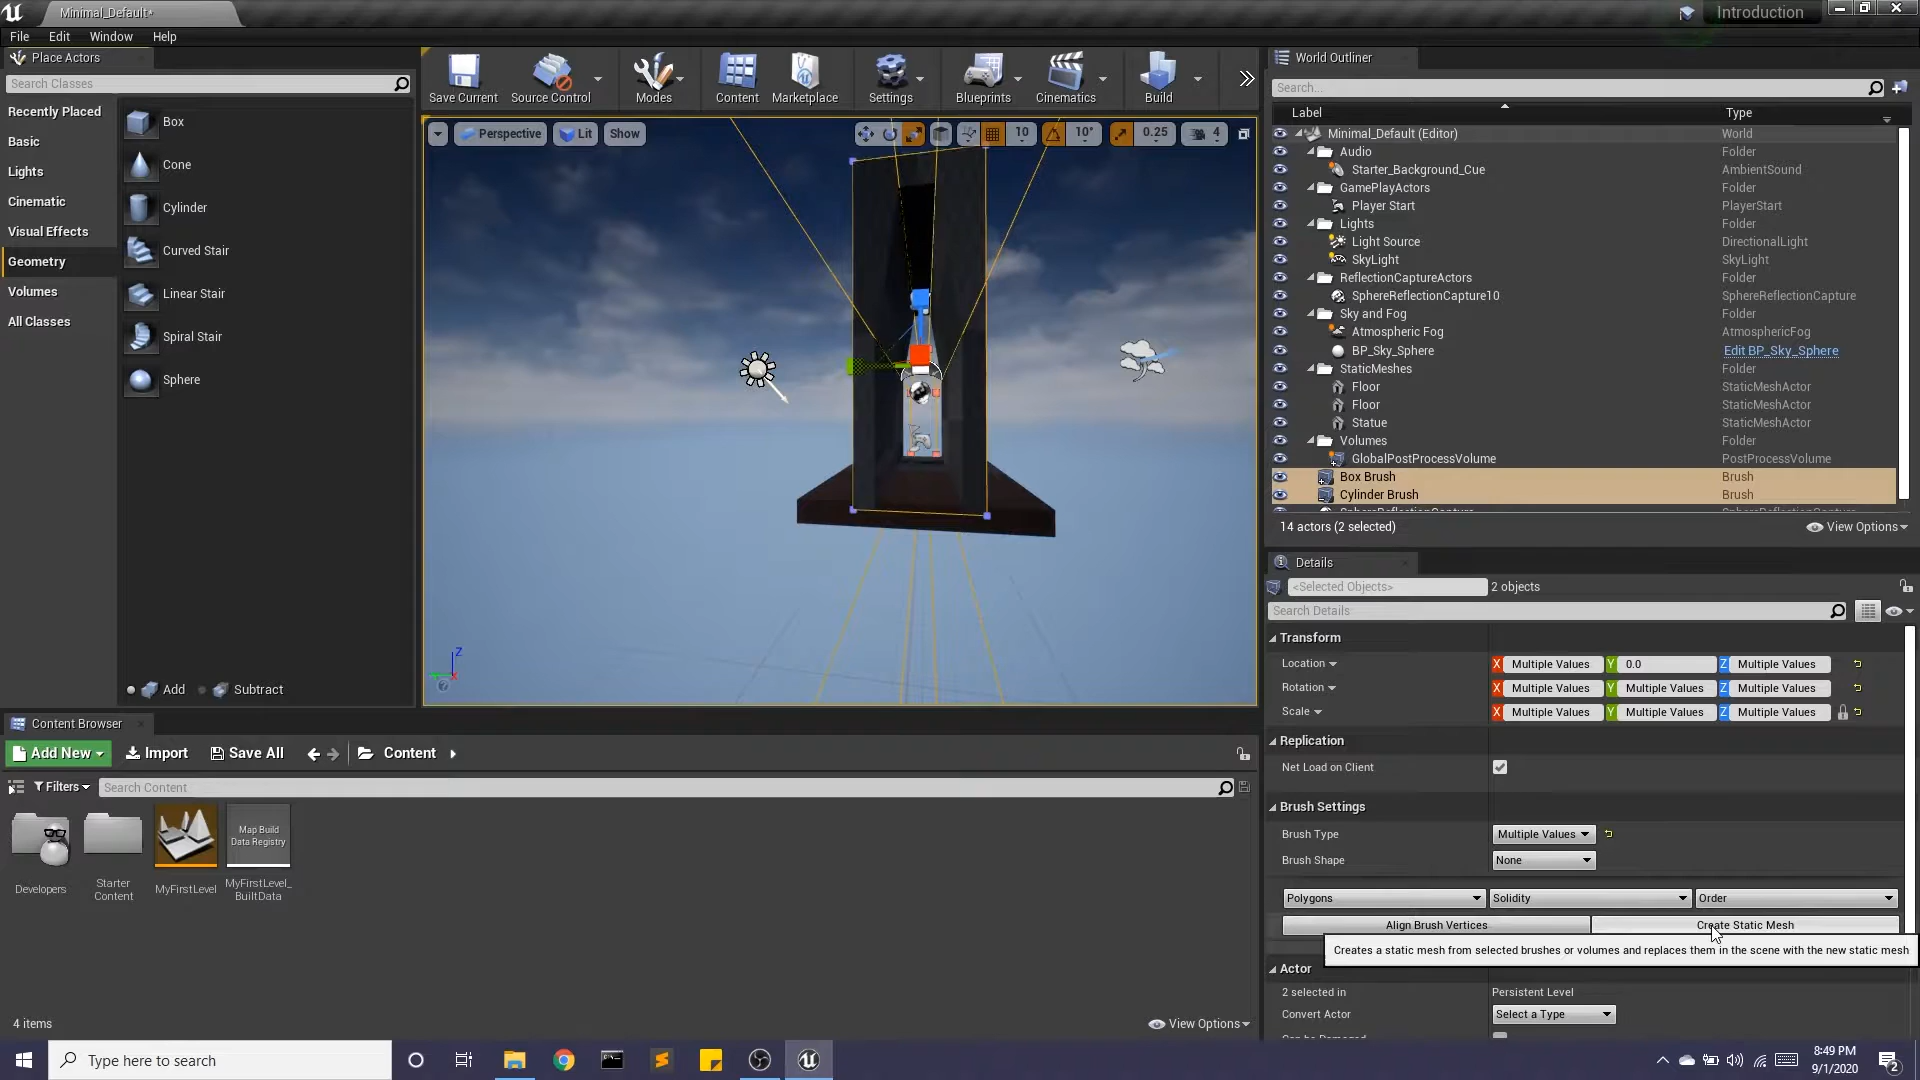 Minimal_Default*
Introduction
File Edit Window Help
Place Actors
Search Classes
Recently Placed
Basic
Lights
Cinematic
Visual Effects
Geometry
Volumes
All Classes
Box
Cone
Cylinder
Curved Stair
Linear Stair
Spiral Stair
Sphere
Add Subtract
Save Current Source Control Modes Content Marketplace Settings Blueprints Cinematics Build
Perspective Lit Show 10 10° 0.25 4
Z
World Outliner
Search...
Label Type
Minimal_Default (Editor) World
Audio Folder
Starter_Background_Cue AmbientSound
GamePlayActors Folder
Player Start PlayerStart
Lights Folder
Light Source DirectionalLight
SkyLight SkyLight
ReflectionCaptureActors Folder
SphereReflectionCapture10 SphereReflectionCapture
Sky and Fog Folder
Atmospheric Fog AtmosphericFog
BP_Sky_Sphere Edit BP_Sky_Sphere
StaticMeshes Folder
Floor StaticMeshActor
Floor StaticMeshActor
Statue StaticMeshActor
Volumes Folder
GlobalPostProcessVolume PostProcessVolume
Box Brush Brush
Cylinder Brush Brush
14 actors (2 selected) View Options
Details
<Selected Objects> 2 objects
Search Details
Transform
Location X Multiple Values Y 0.0 Z Multiple Values
Rotation X Multiple Values Y Multiple Values Z Multiple Values
Scale X Multiple Values Y Multiple Values Z Multiple Values
Replication
Net Load on Client
Brush Settings
Brush Type Multiple Values
Brush Shape None
Polygons Solidity Order
Align Brush Vertices Create Static Mesh
Creates a static mesh from selected brushes or volumes and replaces them in the scene with the new static mesh
Actor
2 selected in Persistent Level
Convert Actor Select a Type
Content Browser
Add New Import Save All Content
Filters Search Content
Map Build
Data Registry
Developers
Starter
Content
MyFirstLevel
MyFirstLevel_
BuiltData
4 items View Options
Type here to search
8:49 PM
9/1/2020
2